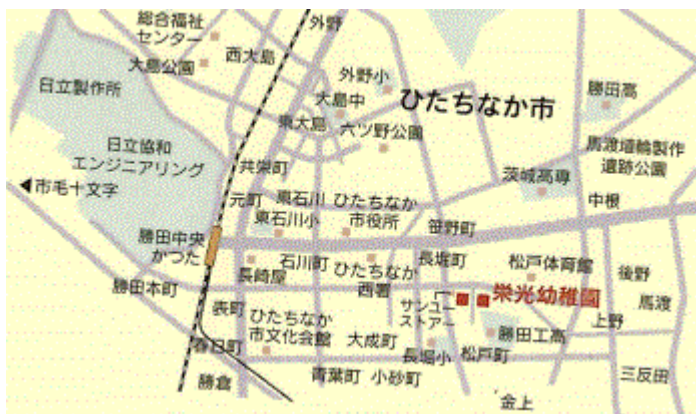 総合福祉
センター
外野
西大島
大島公園
外野小
日立製作所
大島中
ひたちなか市
勝田高
東大島
六ツ野公園
日立協和
エンジニアリング
馬渡埴輪製作
遺跡公園
共栄町
茨城高専
市毛十文字
元町
東石川
ひたちなか
市役所
中根
東石川小
笹野町
勝田中央
かつた
長崎屋
石川町
ひたちなか
西署
長堀町
松戸体育館
後野
勝田本町
サンユー
ストアー
栄光幼稚園
馬渡
表町
ひたちなか
市文化会館
大成町
勝田工高
上野
春日町
長堀小
松戸町
勝倉
青葉町
小砂町
三反田
金上